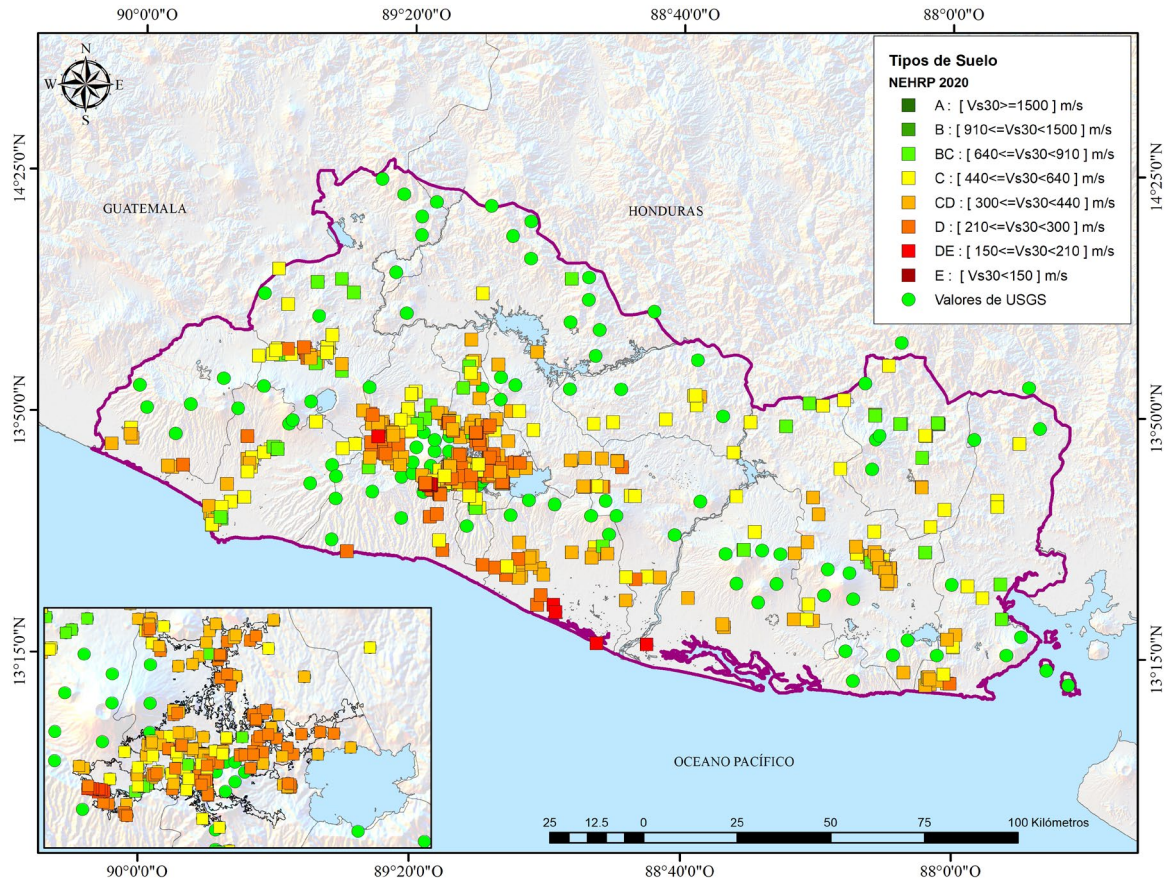 90°0'0"O 89°20'0"O 88°40'0"O 88°0'0"O
N
W E
S
Tipos de Suelo
NEHRP 2020
A : [ Vs30>=1500 ] m/s
B : [ 910<=Vs30<1500 ] m/s
BC : [ 640<=Vs30<910 ] m/s
C : [ 440<=Vs30<640 ] m/s
CD : [ 300<=Vs30<440 ] m/s
D : [ 210<=Vs30<300 ] m/s
DE : [ 150<=Vs30<210 ] m/s
E : [ Vs30<150 ] m/s
Valores de USGS
14°25'0"N 14°25'0"N
GUATEMALA HONDURAS
13°50'0"N 13°50'0"N
13°15'0"N 13°15'0"N
OCEANO PACÍFICO
25 12.5 0 25 50 75 100 Kilómetros
90°0'0"O 89°20'0"O 88°40'0"O 88°0'0"O